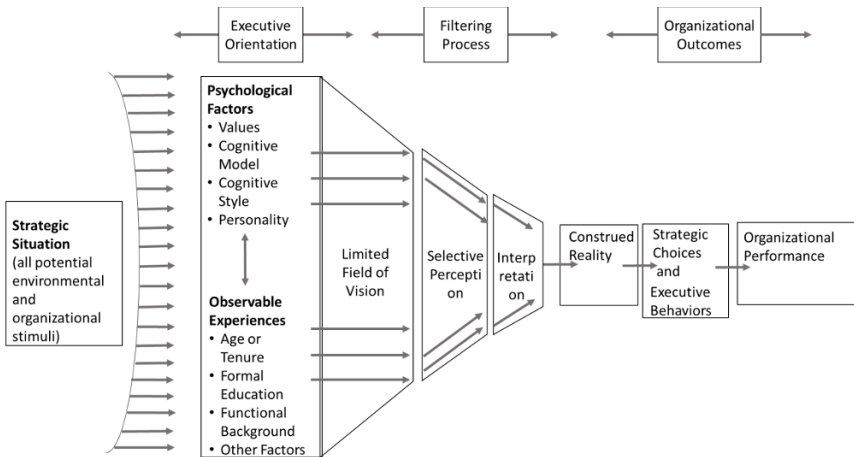 Executive
Orientation
Filtering
Process
Organizational
Outcomes
Strategic
Situation
(all potential
environmental
and
organizational
stimuli)
Psychological
Factors
• Values
• Cognitive
Model
• Cognitive
Style
• Personality
Observable
Experiences
• Age or
Tenure
• Formal
Education
• Functional
Background
• Other Factors
Limited
Field of
Vision
Selective
Percepti
on
Interp
retati
on
Construed
Reality
Strategic
Choices
and
Executive
Behaviors
Organizational
Performance